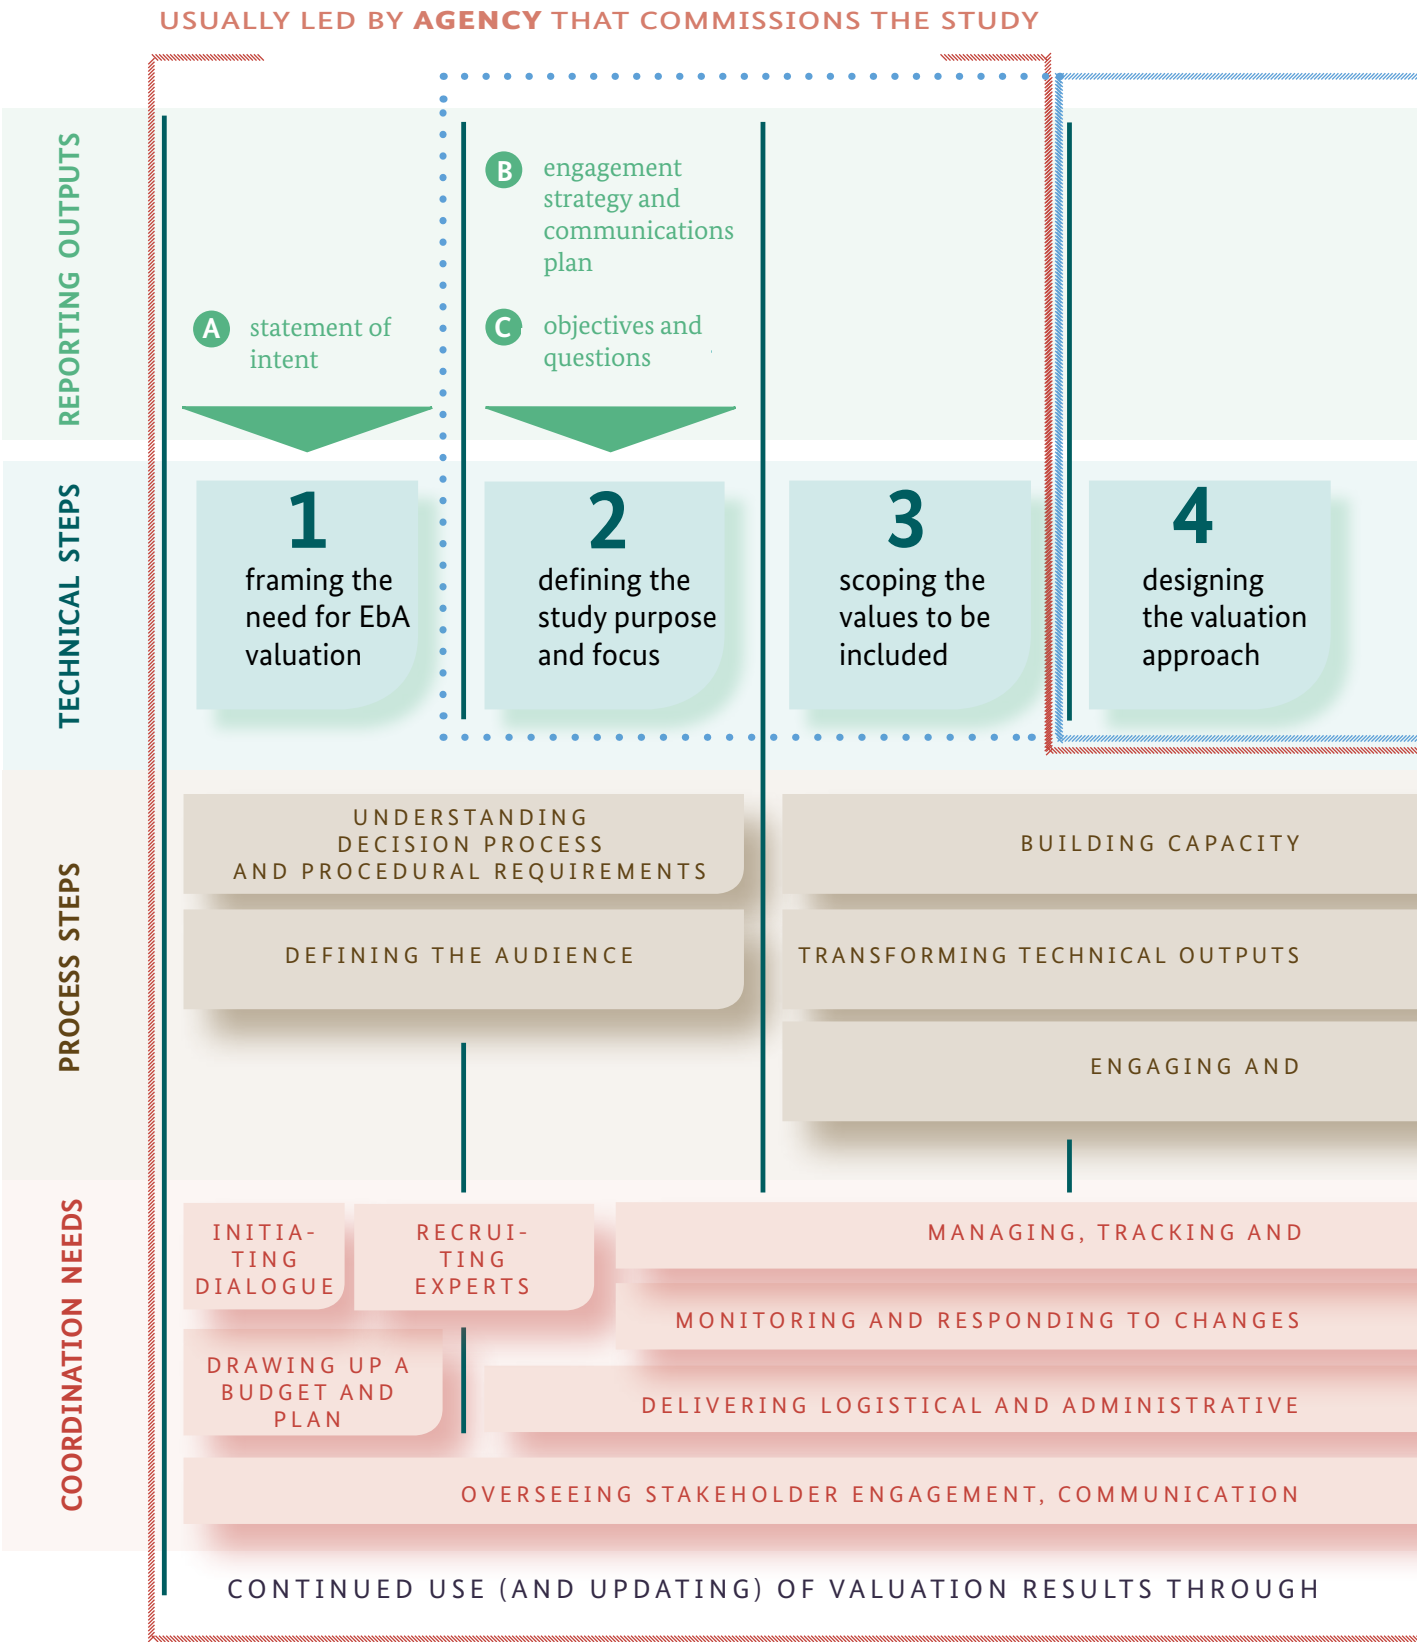 USUALLY LED BY AGENCY THAT COMMISSIONS THE STUDY
REPORTING OUTPUTS
A
statement of
intent
B
engagement
strategy and
communications
plan
C
objectives and
questions
TECHNICAL STEPS
1
framing the
need for EbA
valuation
2
defining the
study purpose
and focus
3
scoping the
values to be
included
4
designing
the valuation
approach
PROCESS STEPS
UNDERSTANDING
DECISION PROCESS
AND PROCEDURAL REQUIREMENTS
DEFINING THE AUDIENCE
BUILDING CAPACITY
TRANSFORMING TECHNICAL OUTPUTS
ENGAGING AND
COORDINATION NEEDS
INITIA-
TING
DIALOGUE
RECRUI-
TING
EXPERTS
DRAWING UP A
BUDGET AND
PLAN
MANAGING, TRACKING AND
MONITORING AND RESPONDING TO CHANGES
DELIVERING LOGISTICAL AND ADMINISTRATIVE
OVERSEEING STAKEHOLDER ENGAGEMENT, COMMUNICATION
CONTINUED USE (AND UPDATING) OF VALUATION RESULTS THROUGH